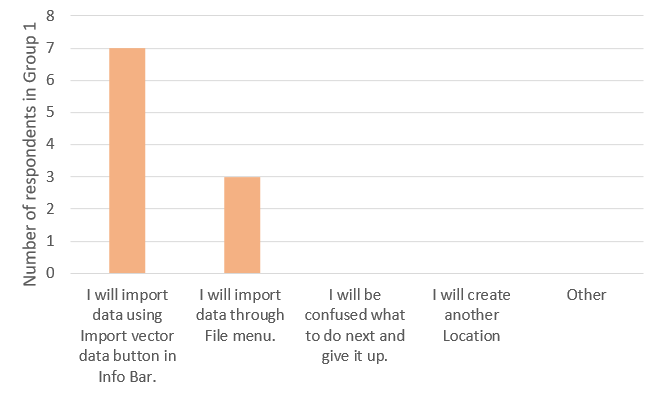 Number of respondents in Group 1
8
7
6
5
4
3
2
1
0
I will import
data using
Import vector
data button in
Info Bar.
I will import
data through
File menu.
I will be
confused what
to do next and
give it up.
I will create
another
Location
Other